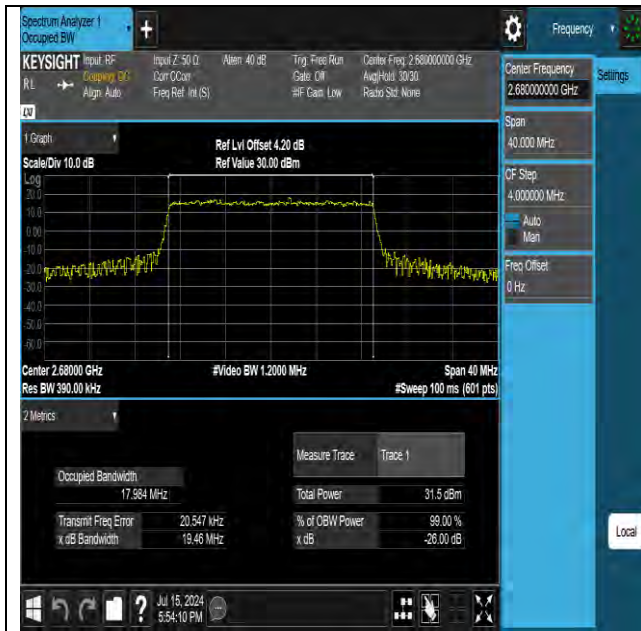 Spectrum Analyzer 1
Occupied BW
Frequency
KEYSIGHT
RL
Input: RF
Coupling: DC
Align: Auto
Input Z: 50 Ω
Corr CCorr
Freq Ref: Int (S)
Atten: 40 dB
Trig: Free Run
Gate: Off
#IF Gain: Low
Center Freq: 2.680000000 GHz
Avg|Hold: 30/30
Radio Std: None
Center Frequency
2.680000000 GHz
Settings
Span
40.000 MHz
CF Step
4.000000 MHz
Auto
Man
Freq Offset
0 Hz
1 Graph
Scale/Div 10.0 dB
Ref Lvl Offset 4.20 dB
Ref Value 30.00 dBm
Log
20.0
10.0
0.00
-10.0
-20.0
-30.0
-40.0
-50.0
-60.0
Center 2.68000 GHz
#Video BW 1.2000 MHz
Span 40 MHz
Res BW 390.00 kHz
#Sweep 100 ms (601 pts)
2 Metrics
Measure Trace
Trace 1
Occupied Bandwidth
17.984 MHz
Total Power
31.5 dBm
Transmit Freq Error
20.547 kHz
% of OBW Power
99.00 %
x dB Bandwidth
19.46 MHz
x dB
-26.00 dB
Local
Jul 15, 2024
5:54:10 PM